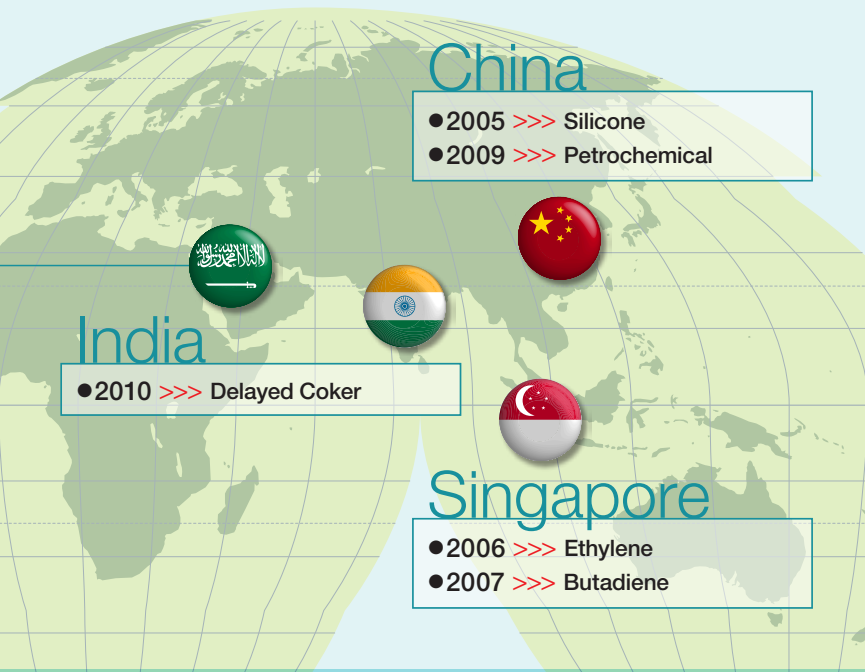 China
●2005 >>> Silicone
●2009 >>> Petrochemical
India
●2010 >>> Delayed Coker
Singapore
●2006 >>> Ethylene
●2007 >>> Butadiene